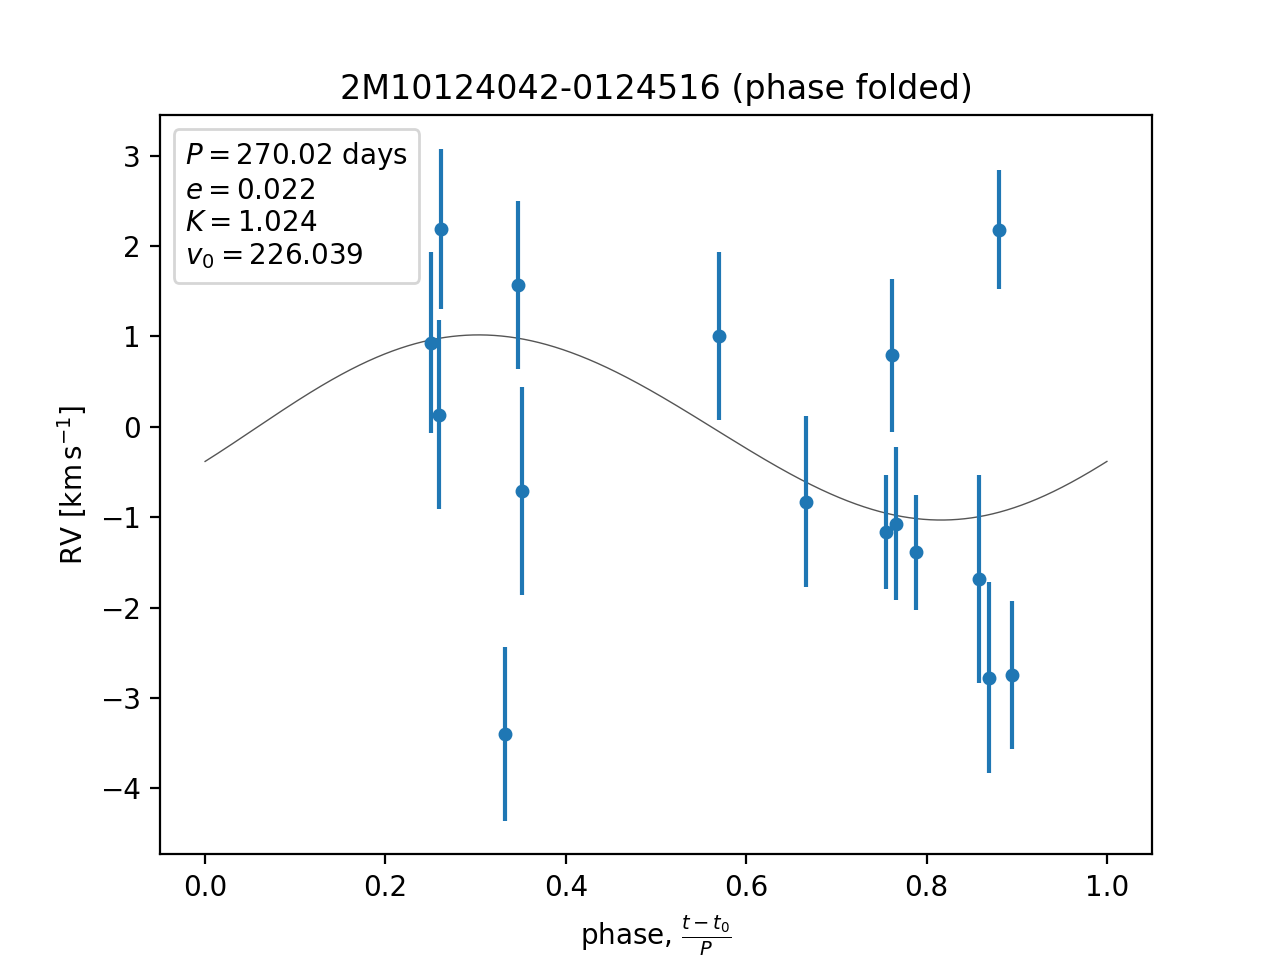 2M10124042-0124516 (phase folded)
P = 270.02 days
e = 0.022
K = 1.024
v₀ = 226.039
3
2
1
0
−1
−2
−3
−4
RV [km s⁻¹]
0.0 0.2 0.4 0.6 0.8 1.0
phase, (t − t₀)/P